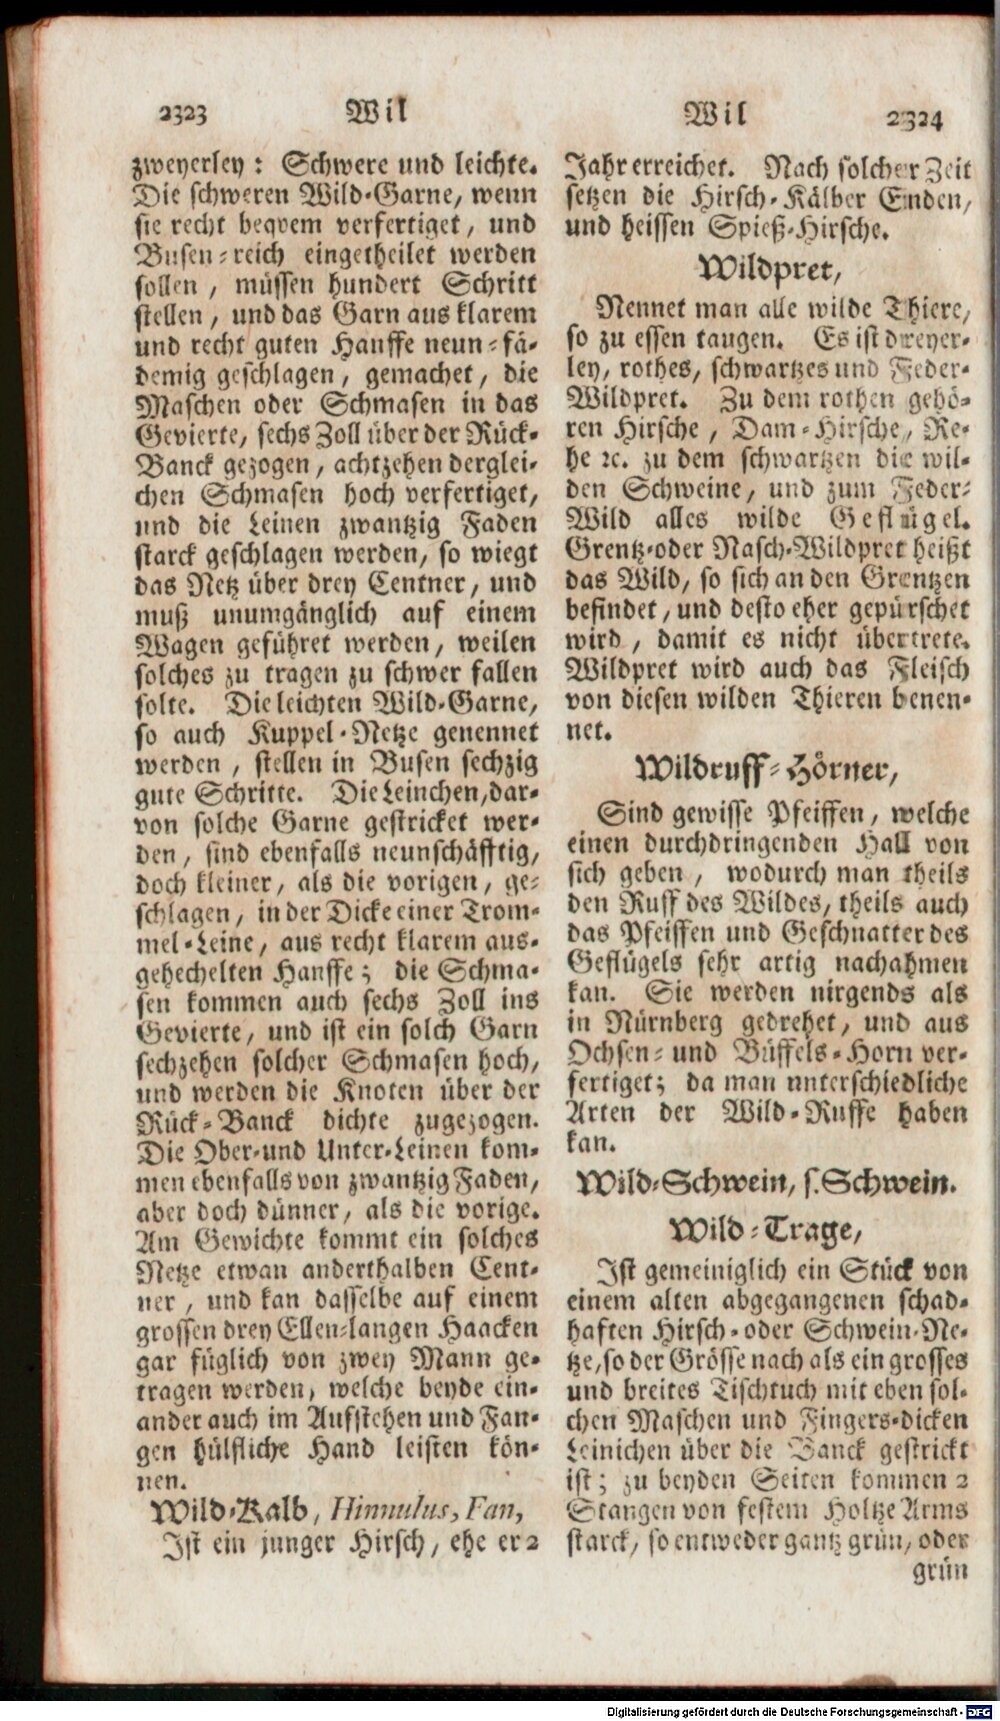 2323 Wil
zweyerley: Schwere und leichte.
Die schweren Wild-Garne, wenn
sie recht beqvem verfertiget, und
Busen-reich eingetheilet werden
sollen, müssen hundert Schritt
stellen, und das Garn aus klarem
und recht guten Hanffe neun-fä-
demig geschlagen, gemachet, die
Maschen oder Schmasen in das
Gevierte, sechs Zoll über der Rück-
Banck gezogen, achtzehen derglei-
chen Schmasen hoch verfertiget,
und die Leinen zwantzig Faden
starck geschlagen werden, so wiegt
das Netz über drey Centner, und
muß unumgänglich auf einem
Wagen geführet werden, weilen
solches zu tragen zu schwer fallen
solte. Die leichten Wild-Garne,
so auch Kuppel-Netze genennet
werden, stellen in Busen sechzig
gute Schritte. Die Leinchen, dar-
von solche Garne gestricket wer-
den, sind ebenfalls neunschäfftig,
doch kleiner, als die vorigen, ge-
schlagen, in der Dicke einer Trom-
mel-Leine, aus recht klarem aus-
gehechelten Hanffe; die Schma-
sen kommen auch sechs Zoll ins
Gevierte, und ist ein solch Garn
sechzehen solcher Schmasen hoch,
und werden die Knoten über der
Rück-Banck dichte zugezogen.
Die Ober-und Unter-Leinen kom-
men ebenfalls von zwantzig Faden,
aber doch dünner, als die vorige.
Am Gewichte kommt ein solches
Netze etwan anderthalben Cent-
ner, und kan dasselbe auf einem
grossen drey Ellen-langen Haacken
gar füglich von zwey Mann ge-
tragen werden, welche beyde ein-
ander auch im Aufstehen und Fan-
gen hülfliche Hand leisten kön-
nen.
Wild-Kalb, Hinnulus, Fan,
Ist ein junger Hirsch, ehe er 2
Wil 2324
Jahr erreichet. Nach solcher Zeit
setzen die Hirsch-Kälber Enden,
und heissen Spieß-Hirsche.
Wildpret,
Nennet man alle wilde Thiere,
so zu essen taugen. Es ist dreyer-
ley, rothes, schwartzes und Feder-
Wildpret. Zu dem rothen gehö-
ren Hirsche, Dam-Hirsche, Re-
he ꝛc. zu dem schwartzen die wil-
den Schweine, und zum Feder-
Wild alles wilde Geflügel.
Grentz-oder Nasch-Wildpret heißt
das Wild, so sich an den Grentzen
befindet, und desto eher gepürschet
wird, damit es nicht übertrete.
Wildpret wird auch das Fleisch
von diesen wilden Thieren benen-
net.
Wildruff-Hörner,
Sind gewisse Pfeiffen, welche
einen durchdringenden Hall von
sich geben, wodurch man theils
den Ruff des Wildes, theils auch
das Pfeiffen und Geschnatter des
Geflügels sehr artig nachahmen
kan. Sie werden nirgends als
in Nürnberg gedrehet, und aus
Ochsen- und Büffels-Horn ver-
fertiget; da man unterschiedliche
Arten der Wild-Ruffe haben
kan.
Wild-Schwein, s. Schwein.
Wild-Trage,
Ist gemeiniglich ein Stück von
einem alten abgegangenen schad-
haften Hirsch-oder Schwein-Ne-
tze, so der Grösse nach als ein grosses
und breites Tischtuch mit eben sol-
chen Maschen und Fingers-dicken
Leinichen über die Banck gestrickt
ist; zu beyden Seiten kommen 2
Stangen von festem Holtze Arms
starck, so entweder gantz grün, oder
grün
Digitalisierung gefördert durch die Deutsche Forschungsgemeinschaft - DFG